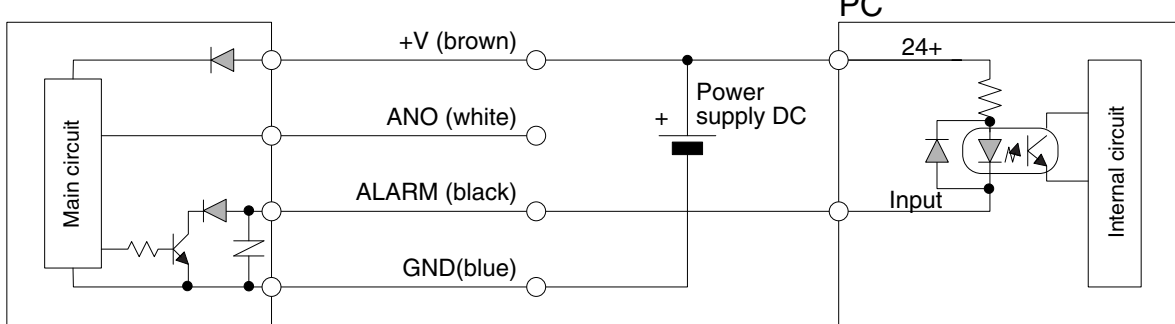 PC
+V (brown)
24+
Power
supply DC
+
ANO (white)
Main circuit
Internal circuit
ALARM (black)
Input
GND(blue)